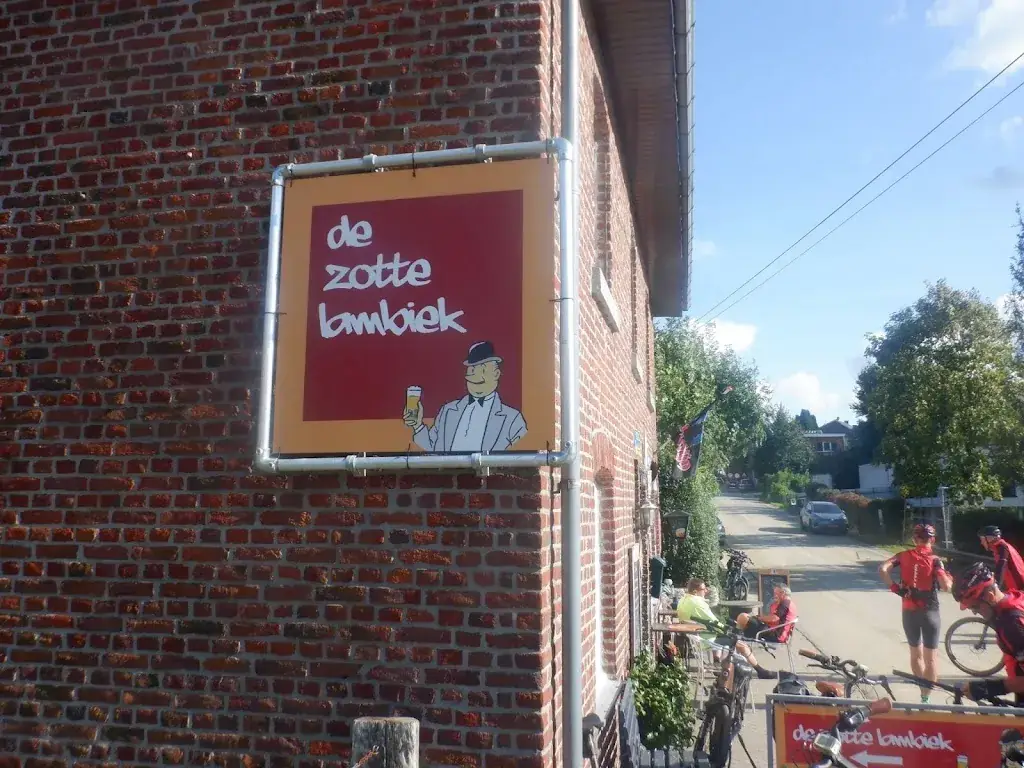 de
zotte
lambiek
de zotte lambiek